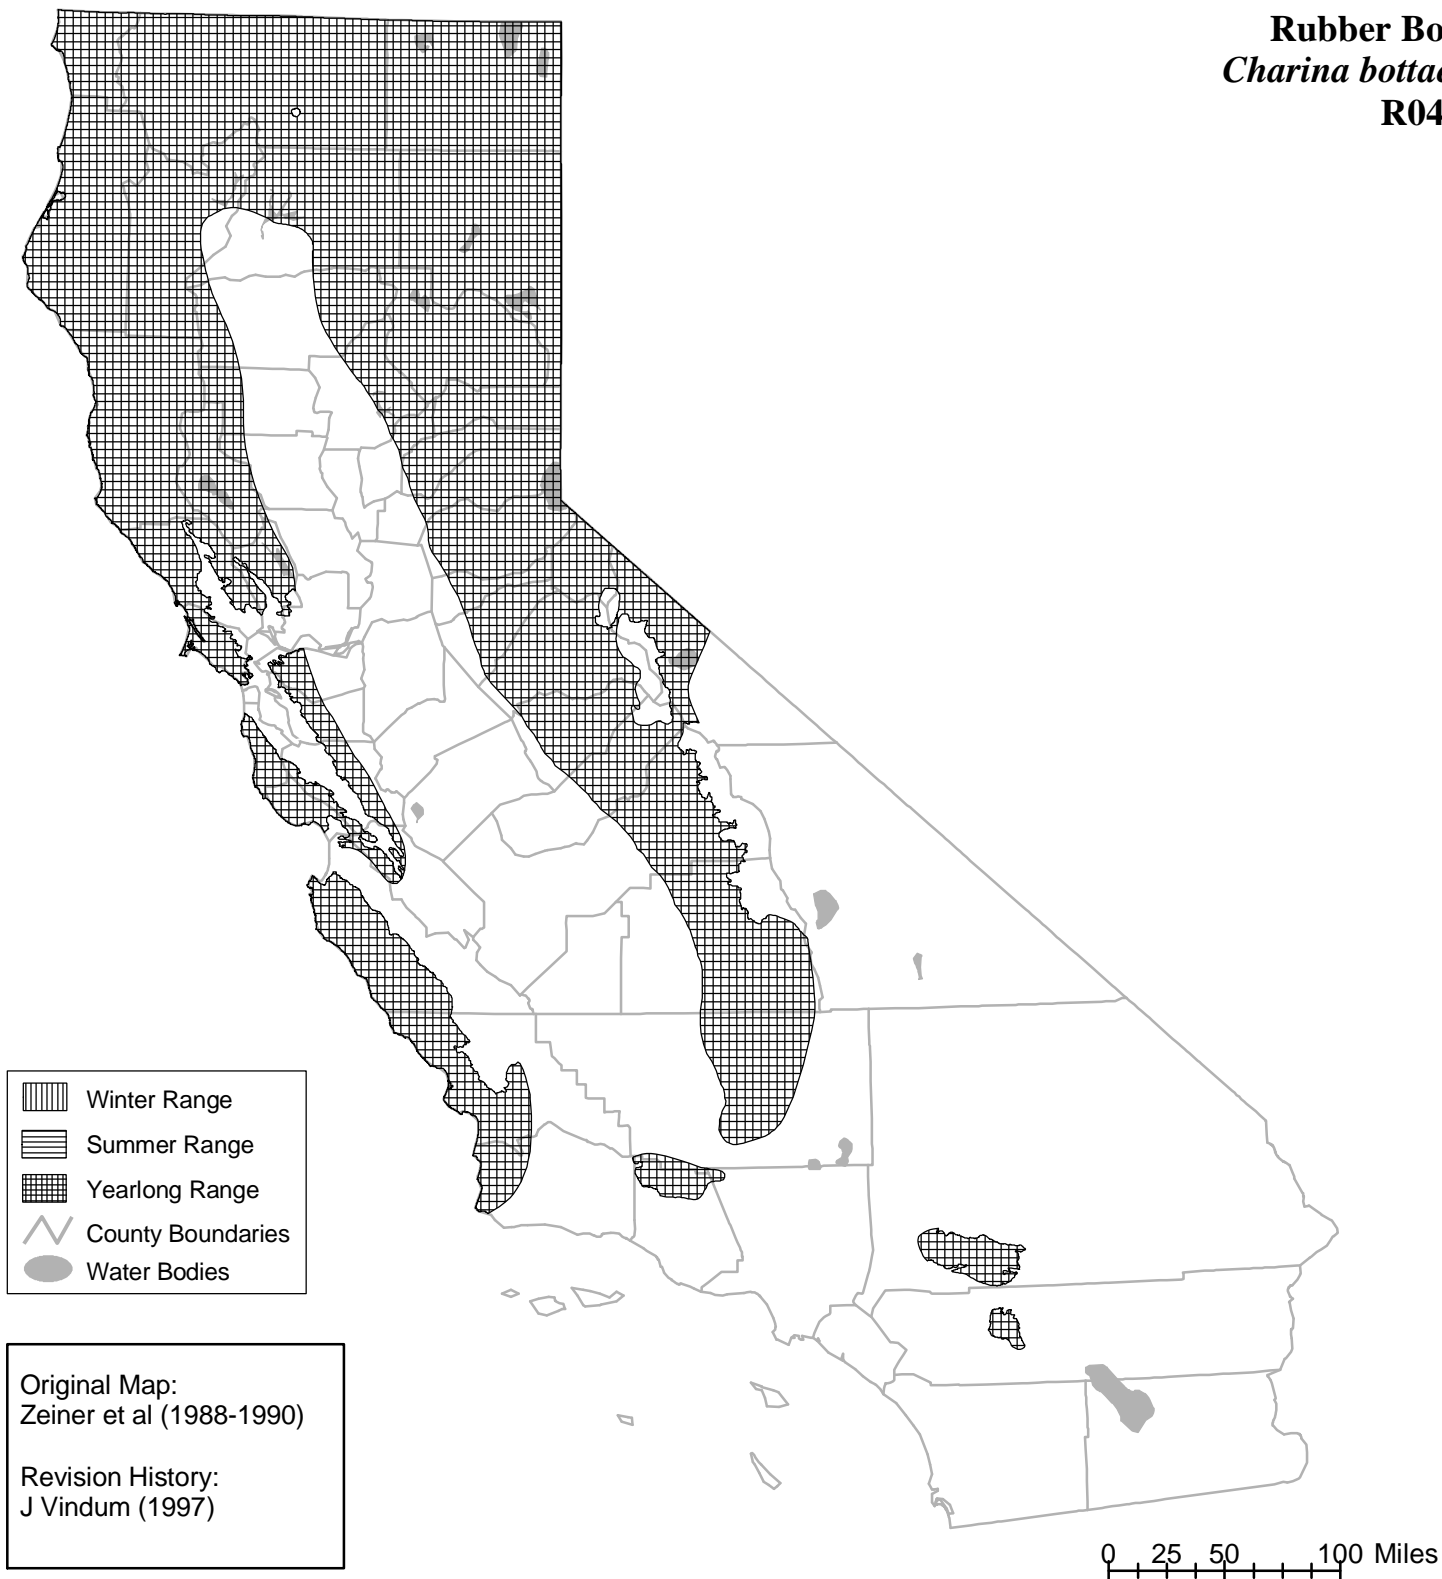 Rubber Bo
Charina bottae
R04
Winter Range
Summer Range
Yearlong Range
County Boundaries
Water Bodies
Original Map:
Zeiner et al (1988-1990)
Revision History:
J Vindum (1997)
0 25 50 100 Miles